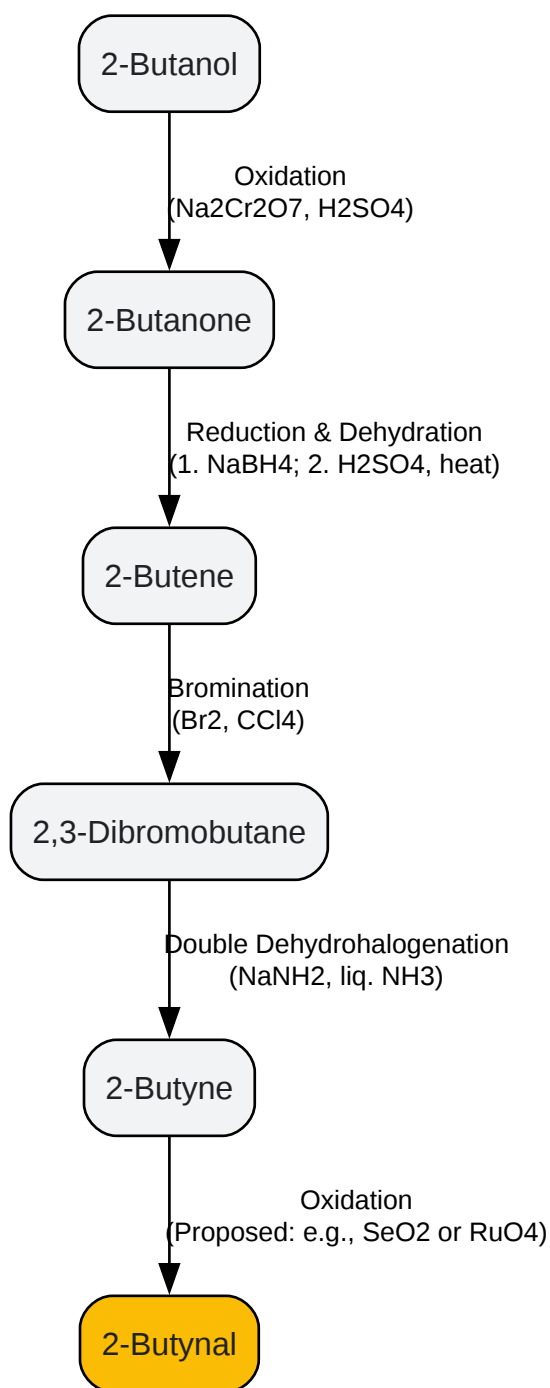 2-Butanol
Oxidation
(Na2Cr2O7, H2SO4)
2-Butanone
Reduction & Dehydration
(1. NaBH4; 2. H2SO4, heat)
2-Butene
Bromination
(Br2, CCl4)
2,3-Dibromobutane
Double Dehydrohalogenation
(NaNH2, liq. NH3)
2-Butyne
Oxidation
(Proposed: e.g., SeO2 or RuO4)
2-Butynal